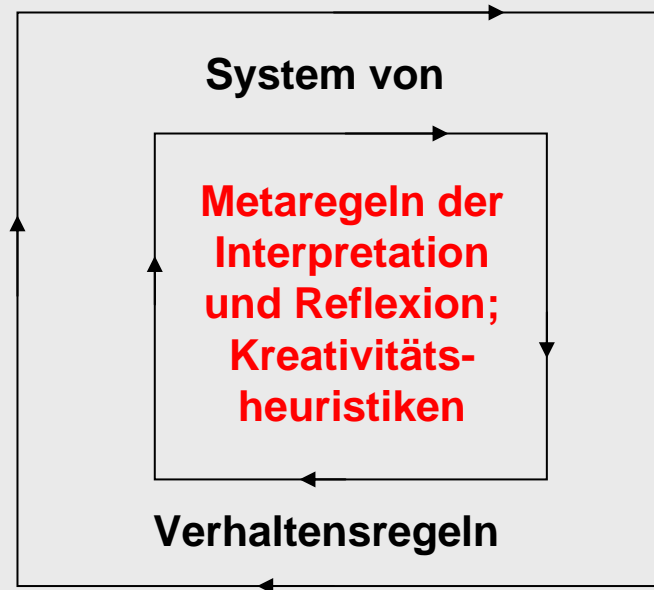 System von
Metaregeln der
Interpretation
und Reflexion;
Kreativitäts-
heuristiken
Verhaltensregeln